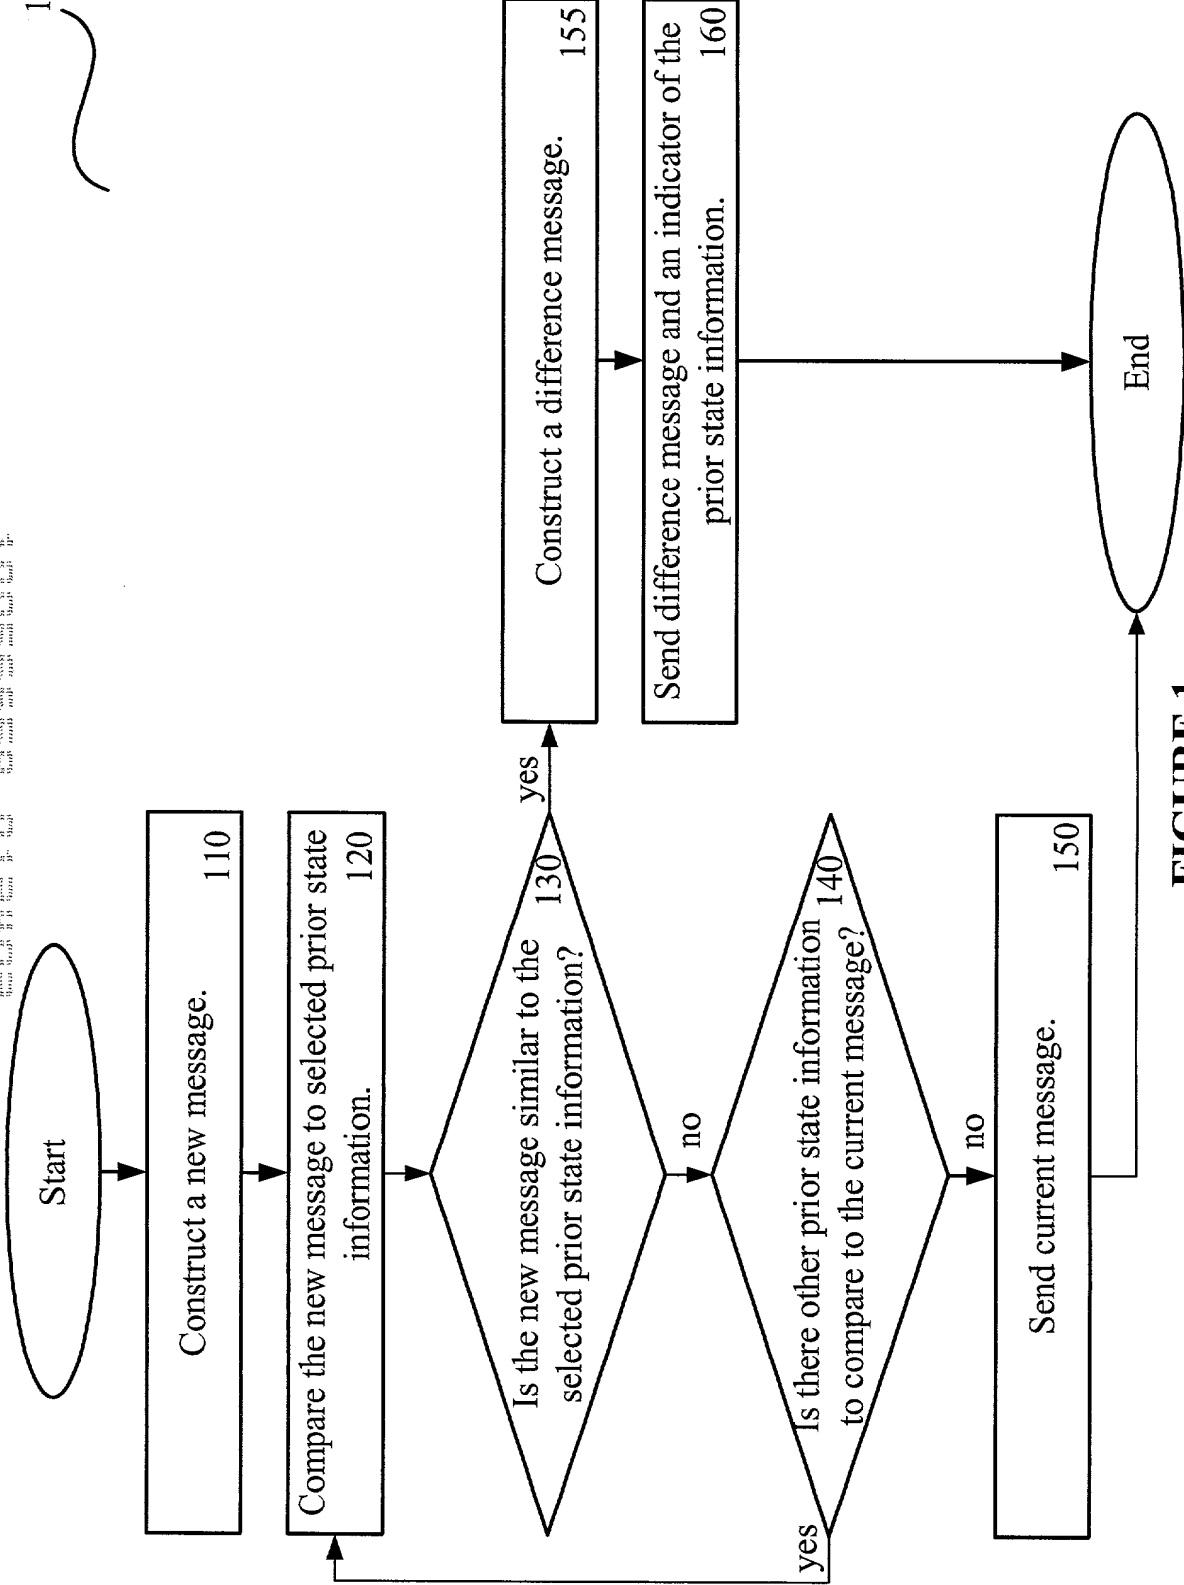 1
Start
Construct a new message.
110
Compare the new message to selected prior state
information.
120
Is the new message similar to the
selected prior state information?
130
yes
Construct a difference message.
155
Send difference message and an indicator of the
prior state information.
160
no
Is there other prior state information
to compare to the current message?
140
yes
no
Send current message.
150
End
FIGURE 1